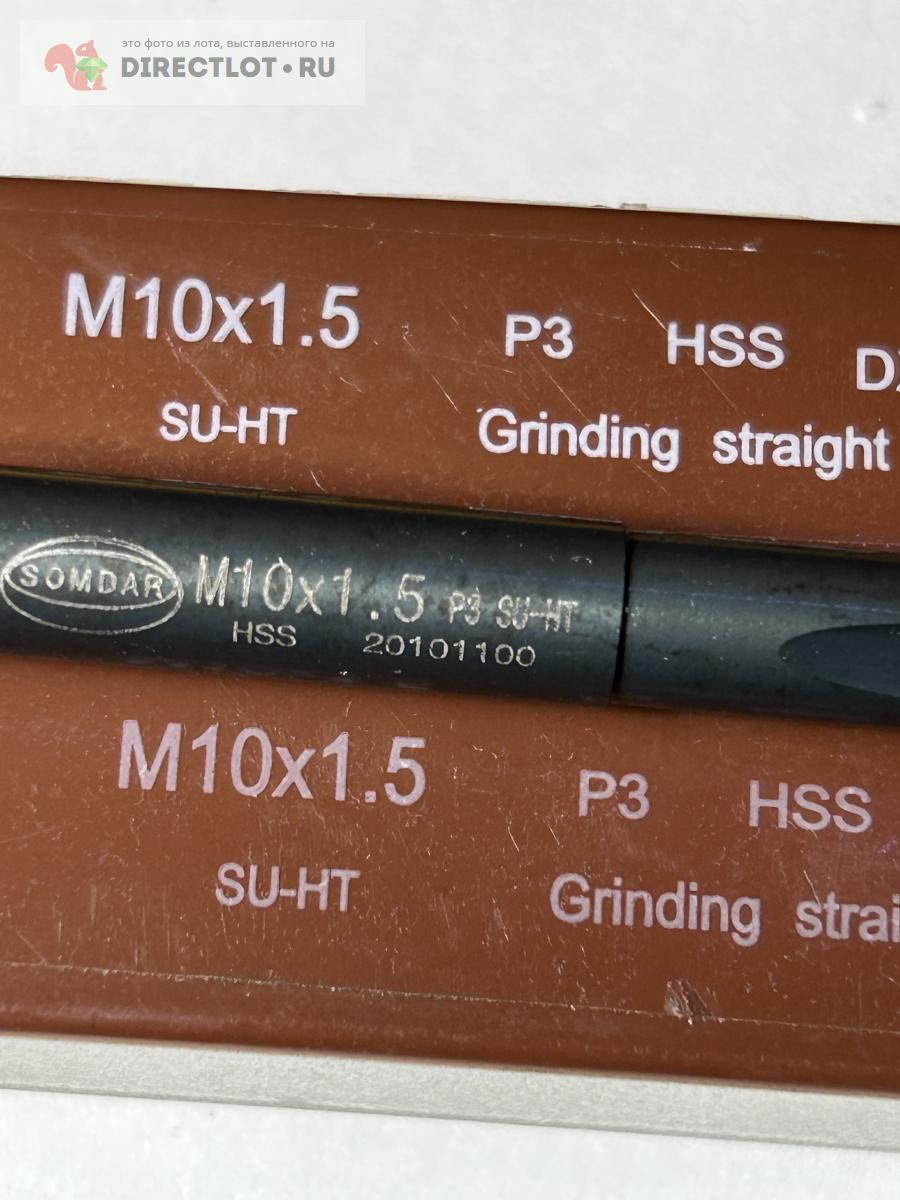 это фото из лота, выставленного на
DIRECTLOT•RU
M10x1.5 P3 HSS
SU-HT Grinding straight
SOMDAR M10x1.5 P3 SU-HT
HSS 20101100
M10x1.5 P3 HSS
SU-HT Grinding